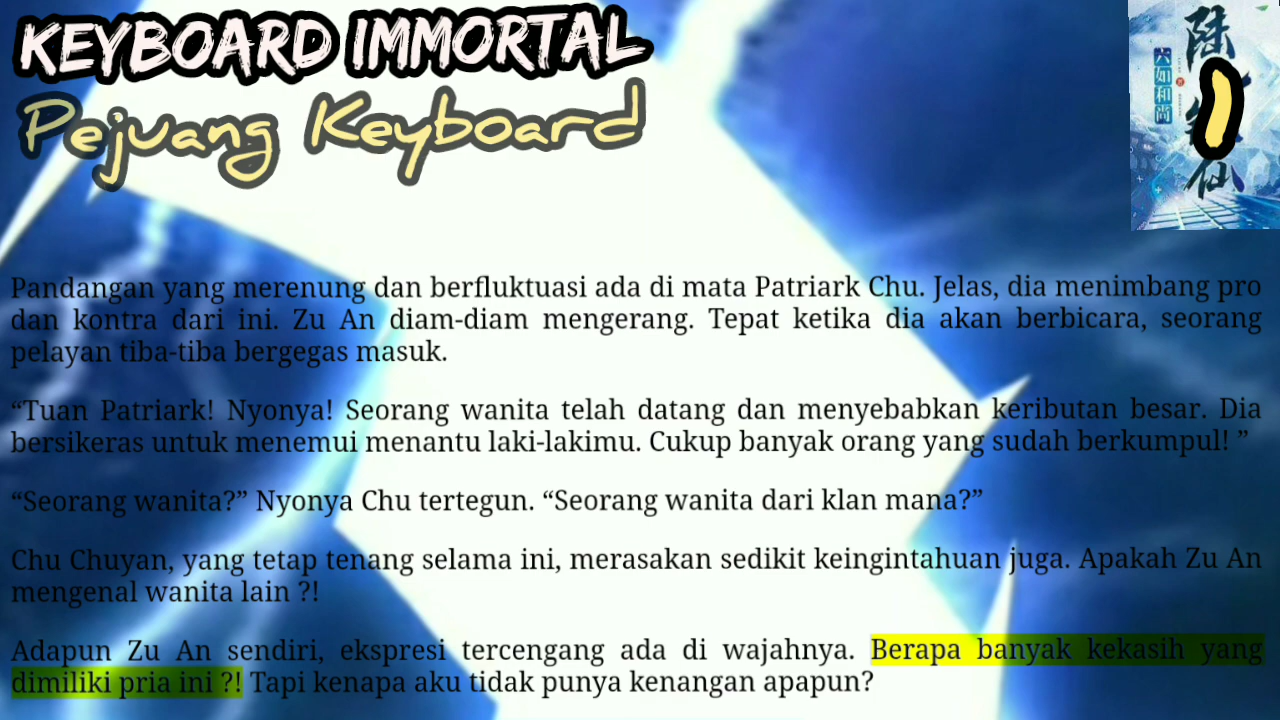 KEYBOARD IMMORTAL
Pejuang Keyboard
陆
仙
六如和尚
Pandangan yang merenung dan berfluktuasi ada di mata Patriark Chu. Jelas, dia menimbang pro
dan kontra dari ini. Zu An diam-diam mengerang. Tepat ketika dia akan berbicara, seorang
pelayan tiba-tiba bergegas masuk.
“Tuan Patriark! Nyonya! Seorang wanita telah datang dan menyebabkan keributan besar. Dia
bersikeras untuk menemui menantu laki-lakimu. Cukup banyak orang yang sudah berkumpul! ”
“Seorang wanita?” Nyonya Chu tertegun. “Seorang wanita dari klan mana?”
Chu Chuyan, yang tetap tenang selama ini, merasakan sedikit keingintahuan juga. Apakah Zu An
mengenal wanita lain ?!
Adapun Zu An sendiri, ekspresi tercengang ada di wajahnya. Berapa banyak kekasih yang
dimiliki pria ini ?! Tapi kenapa aku tidak punya kenangan apapun?